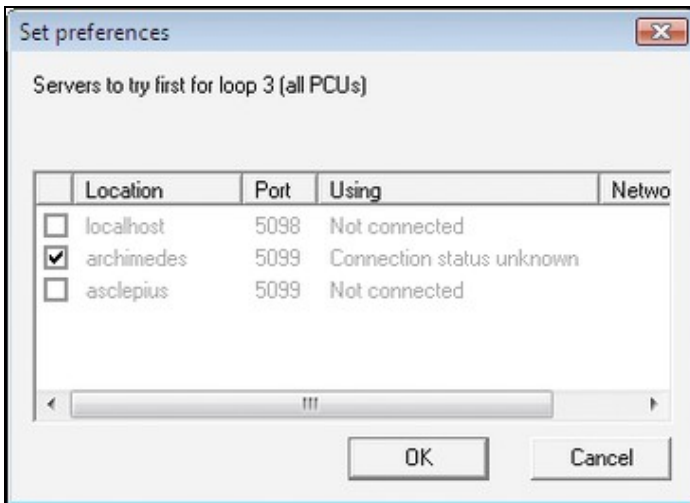 Set preferences
Servers to try first for loop 3 (all PCUs)
Location Port Using Netwo
localhost 5098 Not connected
archimedes 5099 Connection status unknown
asclepius 5099 Not connected
OK Cancel